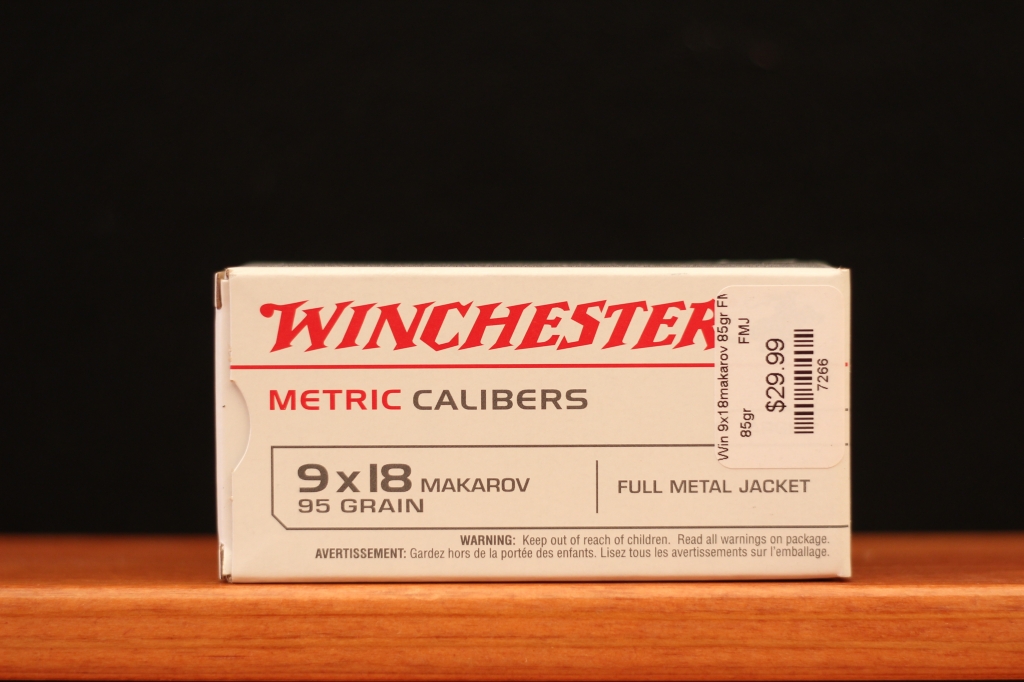 WINCHESTER
METRIC CALIBERS
9x18 MAKAROV
95 GRAIN
FULL METAL JACKET
WARNING: Keep out of reach of children. Read all warnings on package.
AVERTISSEMENT: Gardez hors de la portée des enfants. Lisez tous les avertissements sur l'emballage.
Win 9x18makarov 85gr FM
85gr FMJ
$29.99
7266